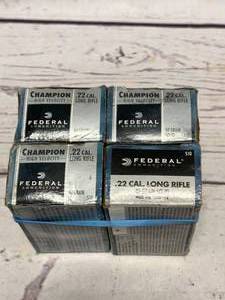 CHAMPION .22 CAL.
HIGH VELOCITY LONG RIFLE
FEDERAL
AMMUNITION
CHAMPION .22 CAL.
HIGH VELOCITY LONG RIFLE
FEDERAL
AMMUNITION
CHAMPION .22 CAL.
HIGH VELOCITY LONG RIFLE
FEDERAL
AMMUNITION
510
FEDERAL
AMMUNITION
.22 CAL. LONG RIFLE